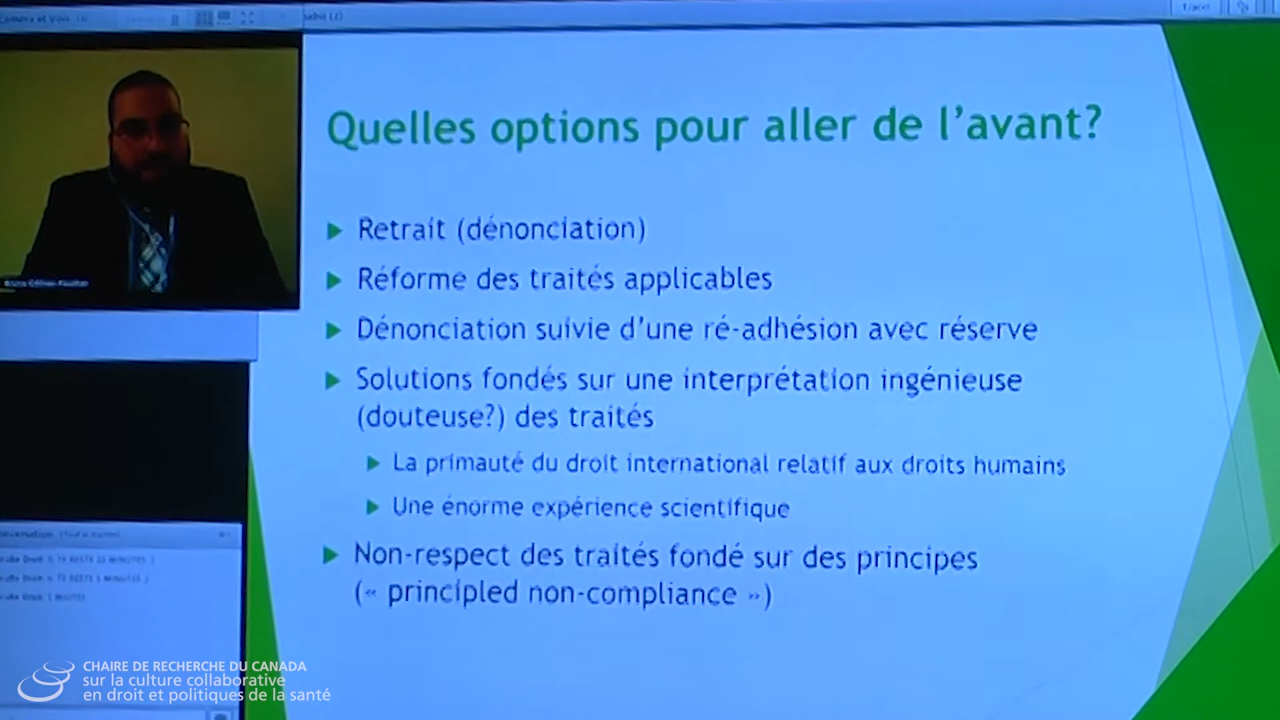 Quelles options pour aller de l'avant?
Retrait (dénonciation)
Réforme des traités applicables
Dénonciation suivie d'une ré-adhésion avec réserve
Solutions fondés sur une interprétation ingénieuse
(douteuse?) des traités
La primauté du droit international relatif aux droits humains
Une énorme expérience scientifique
Non-respect des traités fondé sur des principes
(« principled non-compliance »)
CHAIRE DE RECHERCHE DU CANADA
sur la culture collaborative
en droit et politiques de la santé